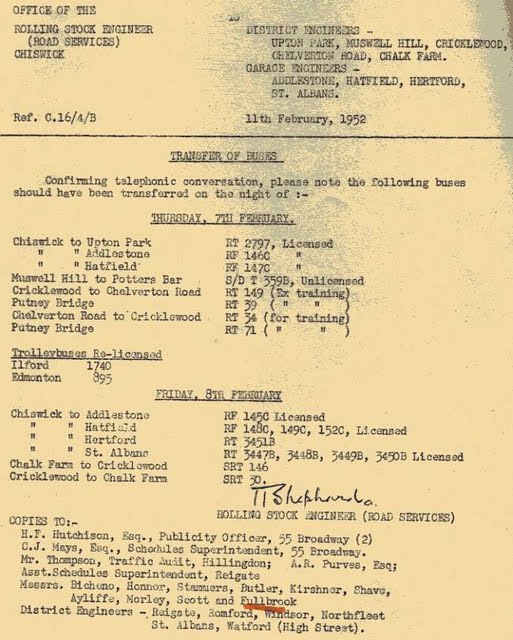 OFFICE OF THE
TO
ROLLING STOCK ENGINEER
(ROAD SERVICES)
CHISWICK
DISTRICT ENGINEERS -
UPTON PARK, MUSWELL HILL, CRICKLEWOOD,
CHELVERTON ROAD, CHALK FARM.
GARAGE ENGINEERS -
ADDLESTONE, HATFIELD, HERTFORD,
ST. ALBANS.
Ref. C.16/4/B 11th February, 1952
TRANSFER OF BUSES
Confirming telephonic conversation, please note the following buses
should have been transferred on the night of :-
THURSDAY, 7TH FEBRUARY.
Chiswick to Upton Park RT 2797, Licensed
" " Addlestone RF 146C "
" " Hatfield RF 147C "
Muswell Hill to Potters Bar S/D T 359B, Unlicensed
Cricklewood to Chelverton Road RT 149 (Ex training)
Putney Bridge RT 39 ( " " )
Chelverton Road to Cricklewood RT 34 (for training)
Putney Bridge RT 71 ( " " )
Trolleybuses Re-licensed
Ilford 1740
Edmonton 895
FRIDAY, 8TH FEBRUARY
Chiswick to Addlestone RF 145C Licensed
" " Hatfield RF 148C, 149C, 152C, Licensed
" " Hertford RT 3451B
" " St. Albans RT 3447B, 3448B, 3449B, 3450B Licensed
Chalk Farm to Cricklewood SRT 146
Cricklewood to Chalk Farm SRT 30.
ROLLING STOCK ENGINEER (ROAD SERVICES)
COPIES TO:-
H.F. Hutchison, Esq., Publicity Officer, 55 Broadway (2)
C.J. Mays, Esq., Schedules Superintendent, 55 Broadway.
Mr. Thompson, Traffic Audit, Hillingdon; A.R. Purves, Esq;
Asst.Schedules Superintendent, Reigate
Messrs. Bicheno, Honnor, Stammers, Butler, Kirshner, Shave,
Ayliffe, Morley, Scott and Fullbrook
District Engineers - Reigate, Romford, Windsor, Northfleet
St. Albans, Watford (High Street).